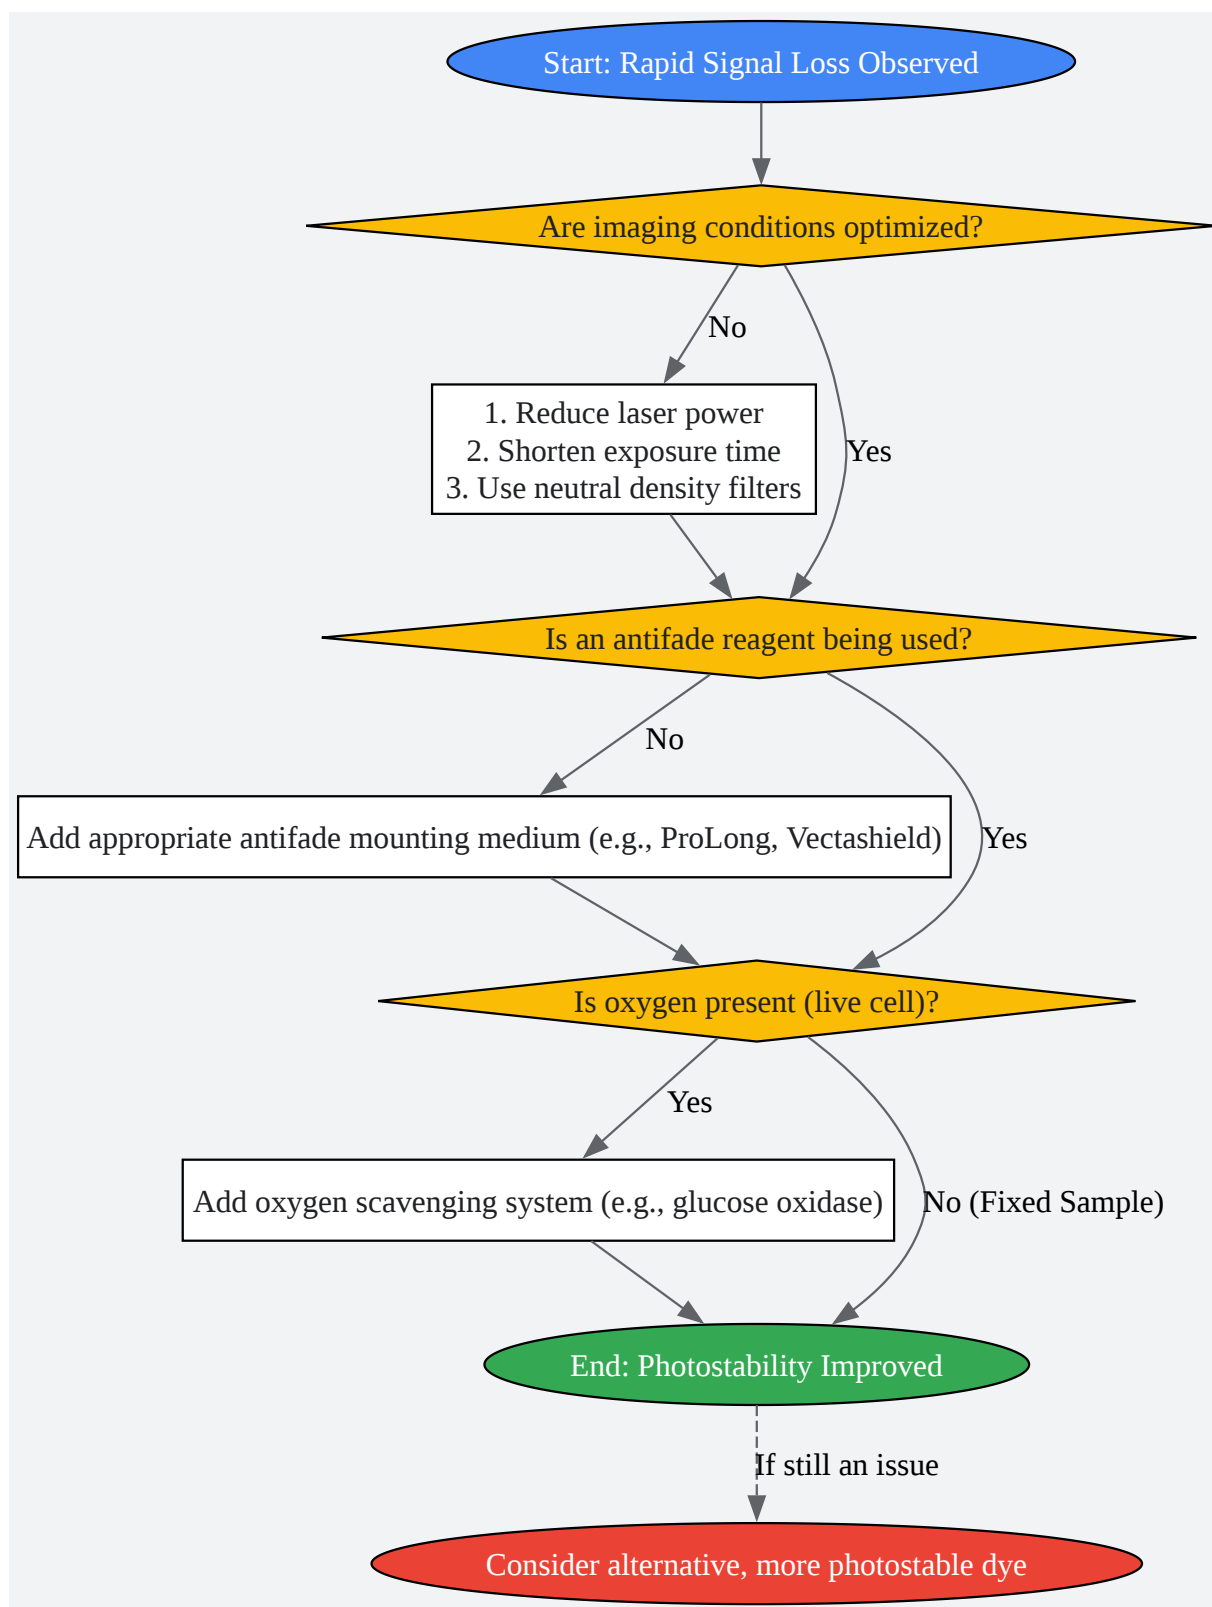 Start: Rapid Signal Loss Observed
Are imaging conditions optimized?
No
1. Reduce laser power
2. Shorten exposure time
3. Use neutral density filters
Yes
Is an antifade reagent being used?
No
Add appropriate antifade mounting medium (e.g., ProLong, Vectashield)
Yes
Is oxygen present (live cell)?
Yes
Add oxygen scavenging system (e.g., glucose oxidase)
No (Fixed Sample)
End: Photostability Improved
If still an issue
Consider alternative, more photostable dye